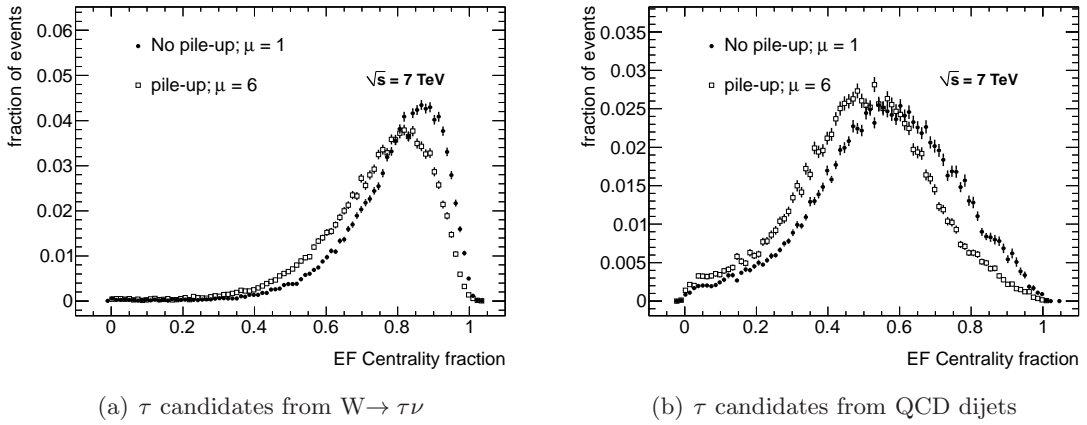 fraction of events
0.06
0.05
0.04
0.03
0.02
0.01
0
No pile-up; μ = 1
pile-up; μ = 6
√s = 7 TeV
0 0.2 0.4 0.6 0.8 1
EF Centrality fraction
(a) τ candidates from W→ τν
fraction of events
0.035
0.03
0.025
0.02
0.015
0.01
0.005
0
No pile-up; μ = 1
pile-up; μ = 6
√s = 7 TeV
0 0.2 0.4 0.6 0.8 1
EF Centrality fraction
(b) τ candidates from QCD dijets